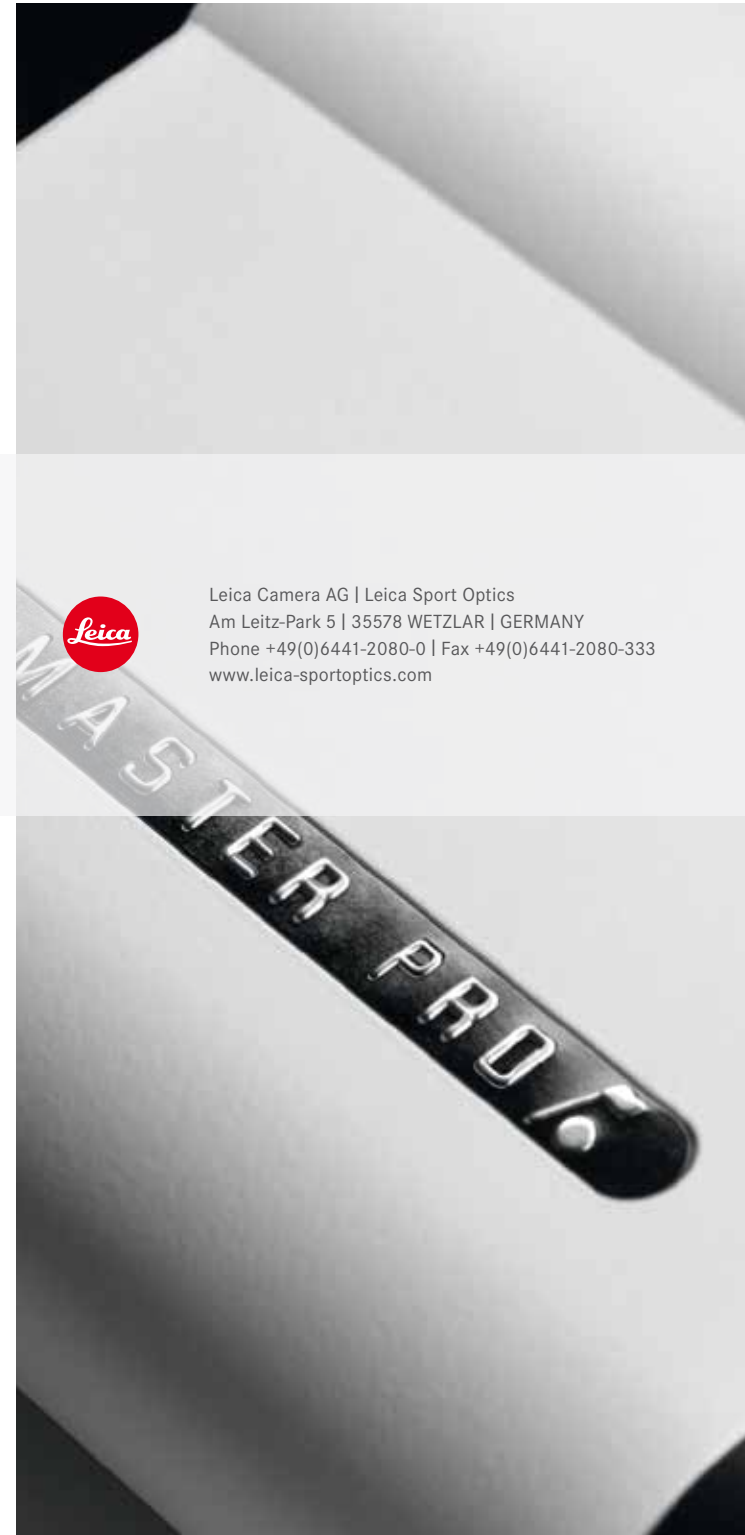 Leica
Leica Camera AG | Leica Sport Optics
Am Leitz-Park 5 | 35578 WETZLAR | GERMANY
Phone +49(0)6441-2080-0 | Fax +49(0)6441-2080-333
www.leica-sportoptics.com
MASTER PRO